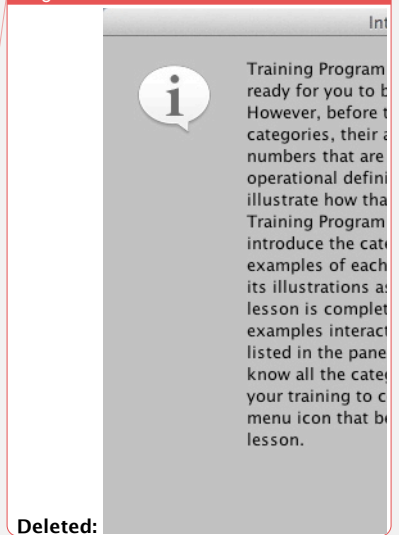 Int
Training Program
ready for you to b
However, before t
categories, their a
numbers that are
operational defini
illustrate how tha
Training Program
introduce the cate
examples of each
its illustrations as
lesson is complet
examples interact
listed in the pane
know all the categ
your training to c
menu icon that be
lesson.
Deleted: